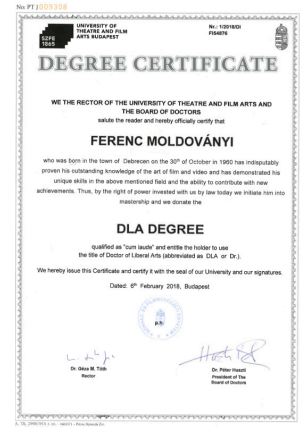 No: PT J 009308
SZFE
1865
UNIVERSITY OF
THEATRE AND FILM
ARTS BUDAPEST
Nr.: 1/2018/Di
FI54876
DEGREE CERTIFICATE
WE THE RECTOR OF THE UNIVERSITY OF THEATRE AND FILM ARTS AND
THE BOARD OF DOCTORS
salute the reader and hereby officially certify that
FERENC MOLDOVÁNYI
who was born in the town of Debrecen on the 30th of October in 1960 has indisputably
proven his outstanding knowledge of the art of film and video and has demonstrated his
unique skills in the above mentioned field and the ability to contribute with new
achievements. Thus, by the right of power invested with us by law today we initiate him into
mastership and we donate the
DLA DEGREE
qualified as "cum laude" and entitle the holder to use
the title of Doctor of Liberal Arts (abbreviated as DLA or Dr.).
We hereby issue this Certificate and certify it with the seal of our University and our signatures.
Dated: 6th February 2018, Budapest
p.h.
Dr. Géza M. Tóth
Rector
Dr. Péter Huszti
President of The
Board of Doctors